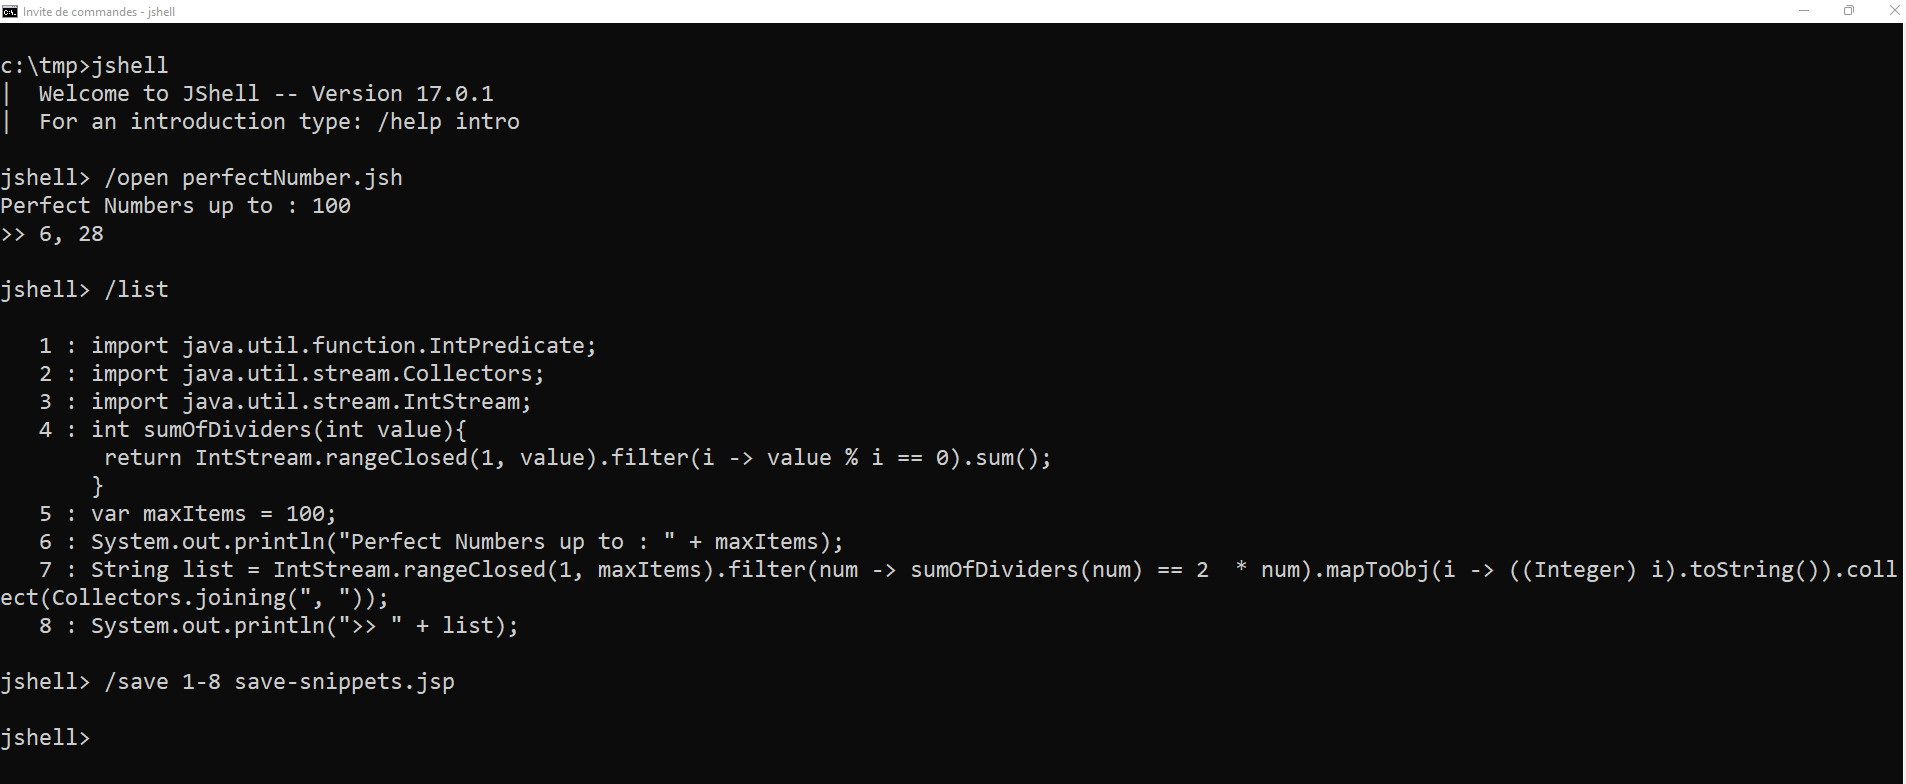 Invite de commandes - jshell
c:\tmp>jshell
|  Welcome to JShell -- Version 17.0.1
|  For an introduction type: /help intro
jshell> /open perfectNumber.jsh
Perfect Numbers up to : 100
>> 6, 28
jshell> /list
   1 : import java.util.function.IntPredicate;
   2 : import java.util.stream.Collectors;
   3 : import java.util.stream.IntStream;
   4 : int sumOfDividers(int value){
        return IntStream.rangeClosed(1, value).filter(i -> value % i == 0).sum();
       }
   5 : var maxItems = 100;
   6 : System.out.println("Perfect Numbers up to : " + maxItems);
   7 : String list = IntStream.rangeClosed(1, maxItems).filter(num -> sumOfDividers(num) == 2  * num).mapToObj(i -> ((Integer) i).toString()).coll
ect(Collectors.joining(", "));
   8 : System.out.println(">> " + list);
jshell> /save 1-8 save-snippets.jsp
jshell>